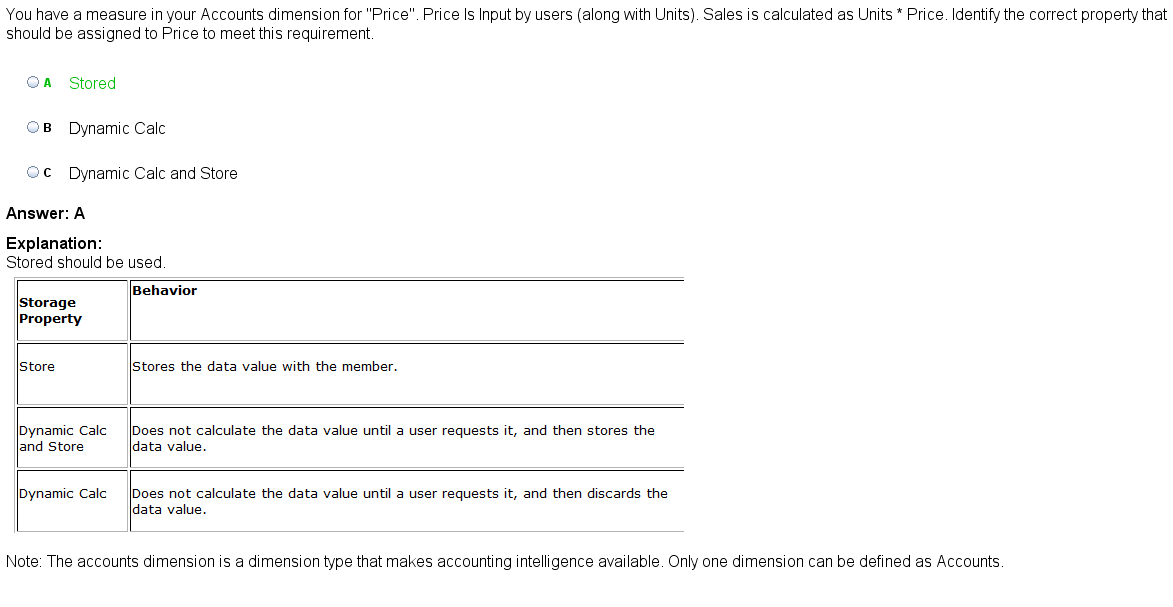 You have a measure in your Accounts dimension for "Price". Price Is Input by users (along with Units). Sales is calculated as Units * Price. Identify the correct property that
should be assigned to Price to meet this requirement.
A Stored
B Dynamic Calc
C Dynamic Calc and Store
Answer: A
Explanation:
Stored should be used.
Storage
Property
Behavior
Store
Stores the data value with the member.
Dynamic Calc
and Store
Does not calculate the data value until a user requests it, and then stores the
data value.
Dynamic Calc
Does not calculate the data value until a user requests it, and then discards the
data value.
Note: The accounts dimension is a dimension type that makes accounting intelligence available. Only one dimension can be defined as Accounts.